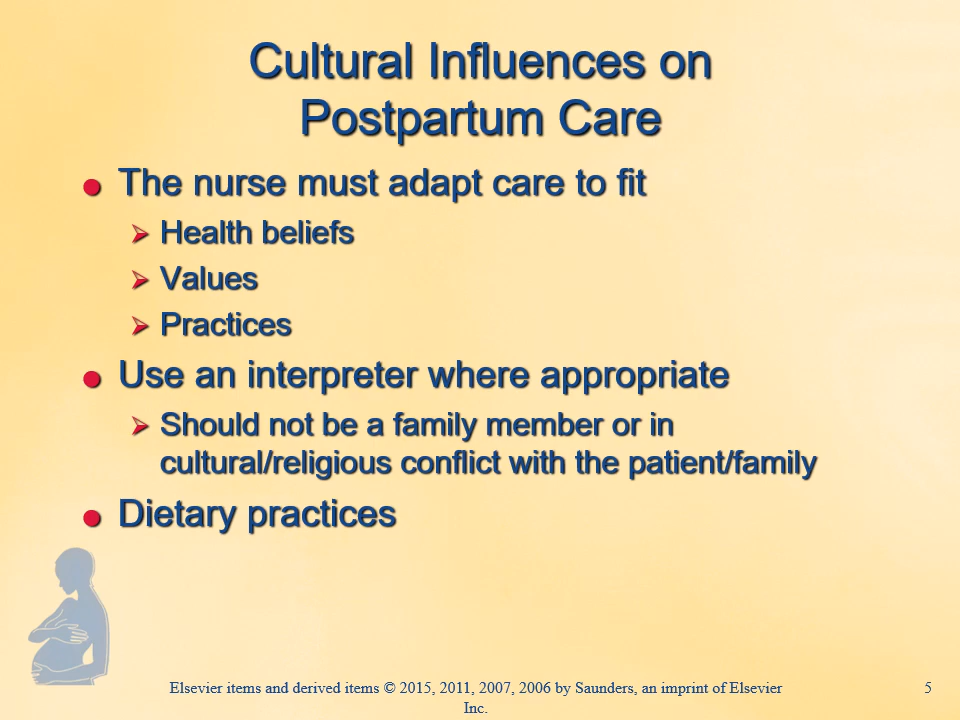 Cultural Influences on
Postpartum Care
● The nurse must adapt care to fit
➢ Health beliefs
➢ Values
➢ Practices
● Use an interpreter where appropriate
➢ Should not be a family member or in
cultural/religious conflict with the patient/family
● Dietary practices
Elsevier items and derived items © 2015, 2011, 2007, 2006 by Saunders, an imprint of Elsevier
Inc.
5